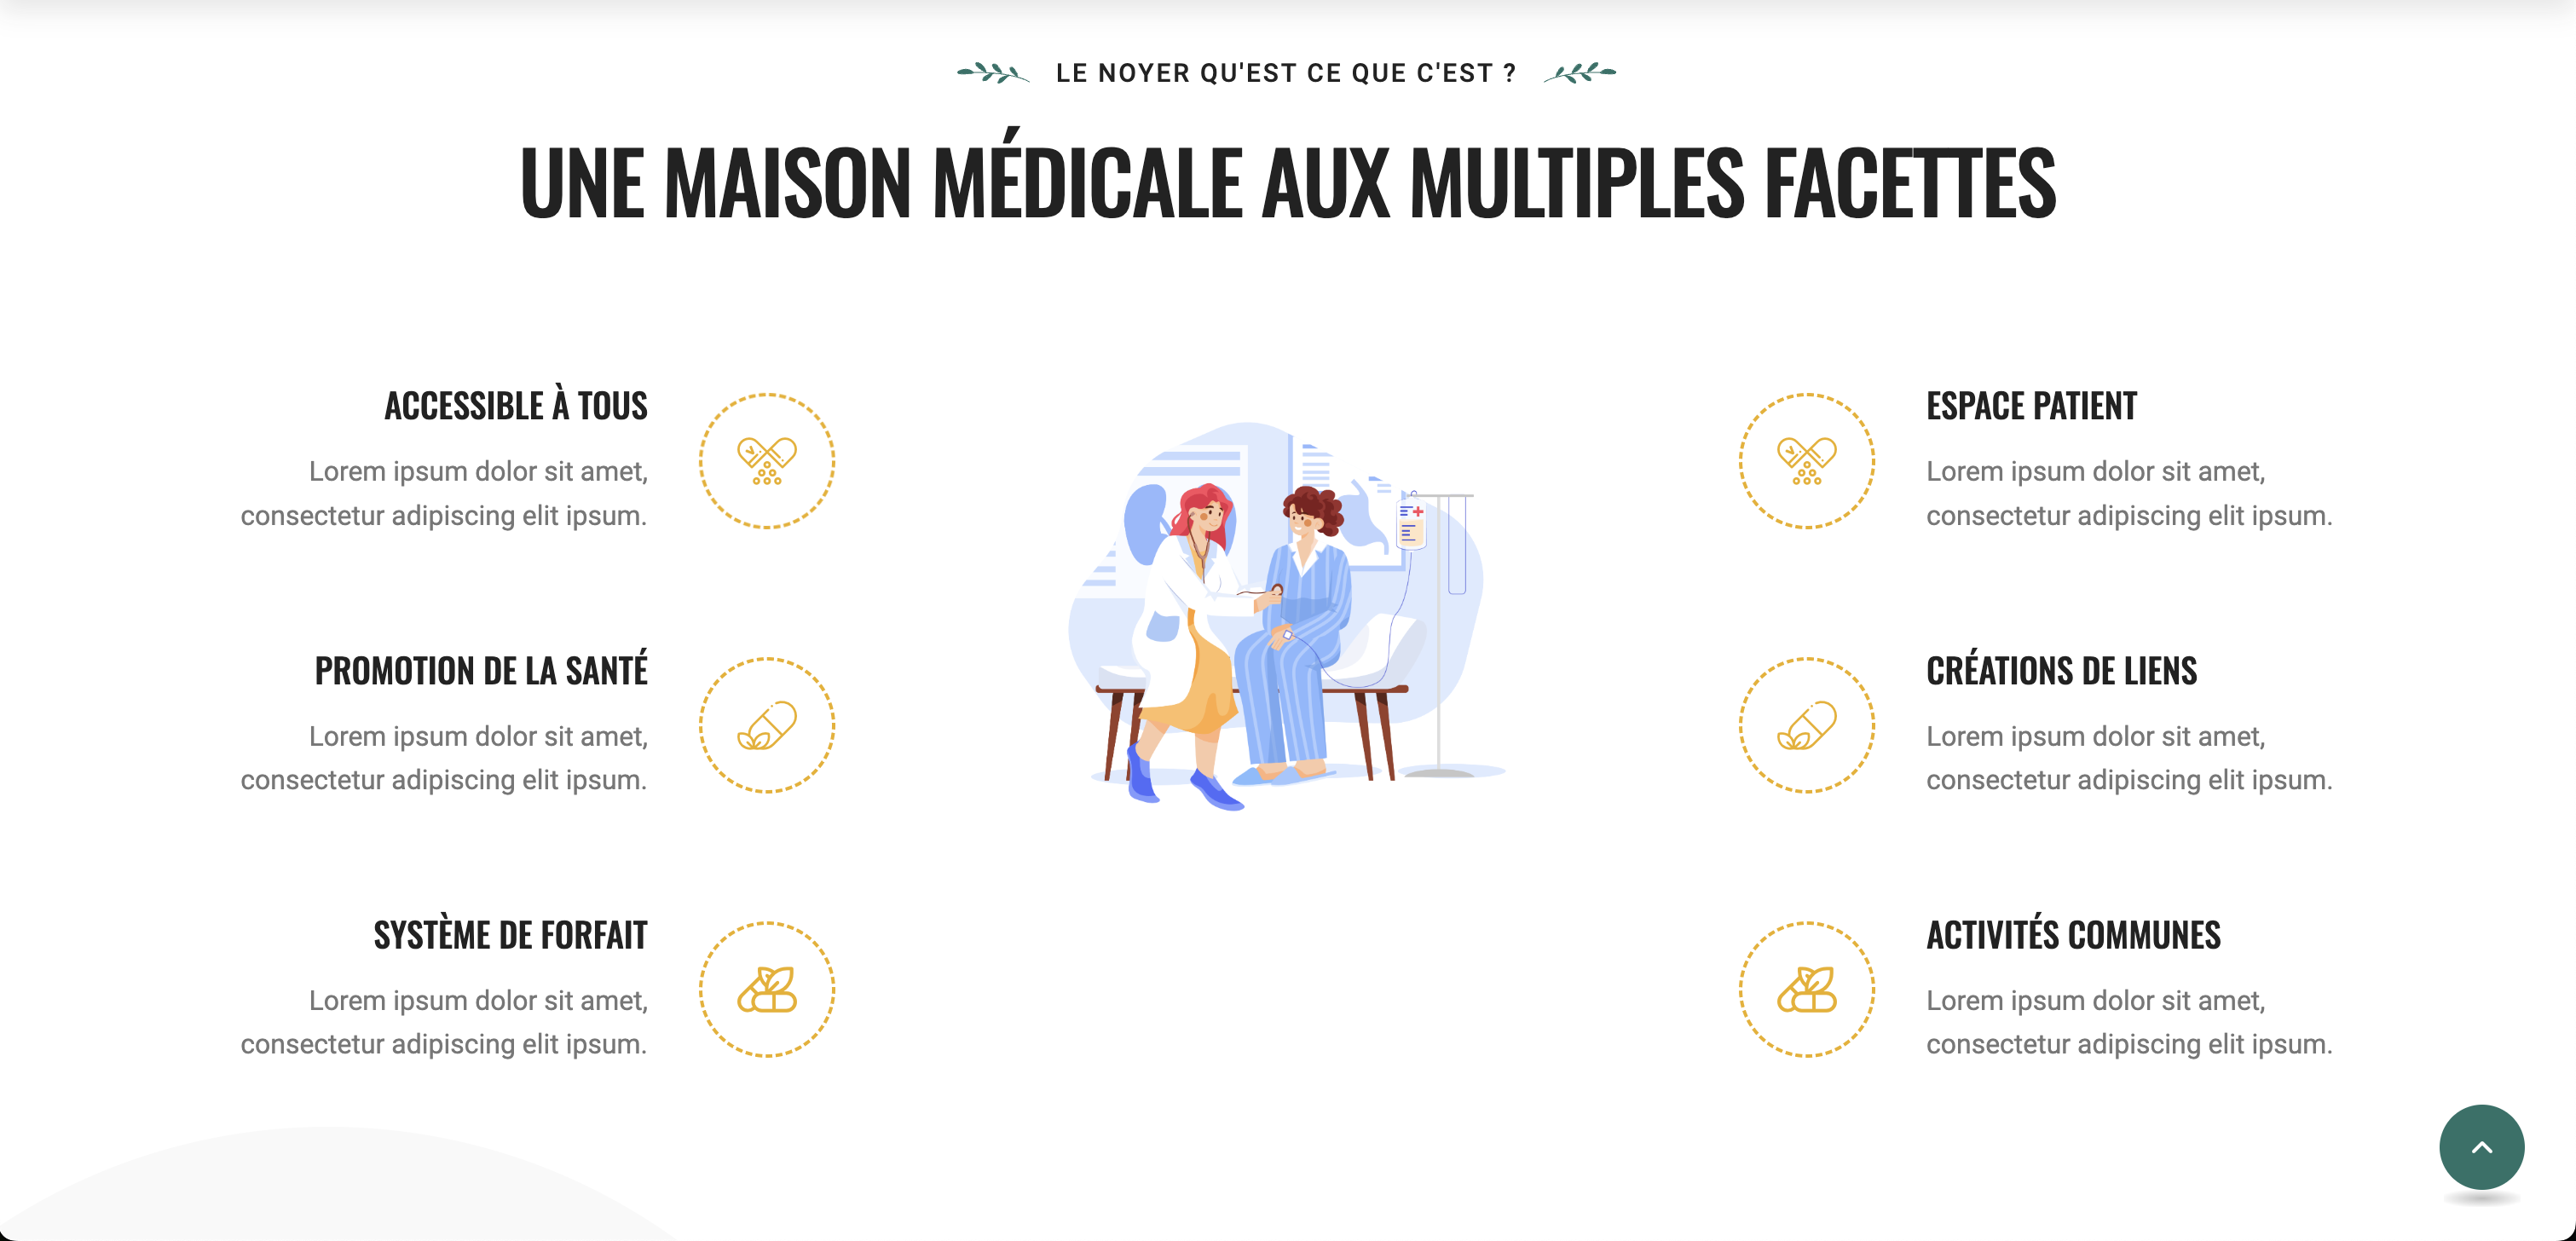 LE NOYER QU'EST CE QUE C'EST ?
UNE MAISON MÉDICALE AUX MULTIPLES FACETTES
ACCESSIBLE À TOUS
Lorem ipsum dolor sit amet,
consectetur adipiscing elit ipsum.
PROMOTION DE LA SANTÉ
Lorem ipsum dolor sit amet,
consectetur adipiscing elit ipsum.
SYSTÈME DE FORFAIT
Lorem ipsum dolor sit amet,
consectetur adipiscing elit ipsum.
ESPACE PATIENT
Lorem ipsum dolor sit amet,
consectetur adipiscing elit ipsum.
CRÉATIONS DE LIENS
Lorem ipsum dolor sit amet,
consectetur adipiscing elit ipsum.
ACTIVITÉS COMMUNES
Lorem ipsum dolor sit amet,
consectetur adipiscing elit ipsum.